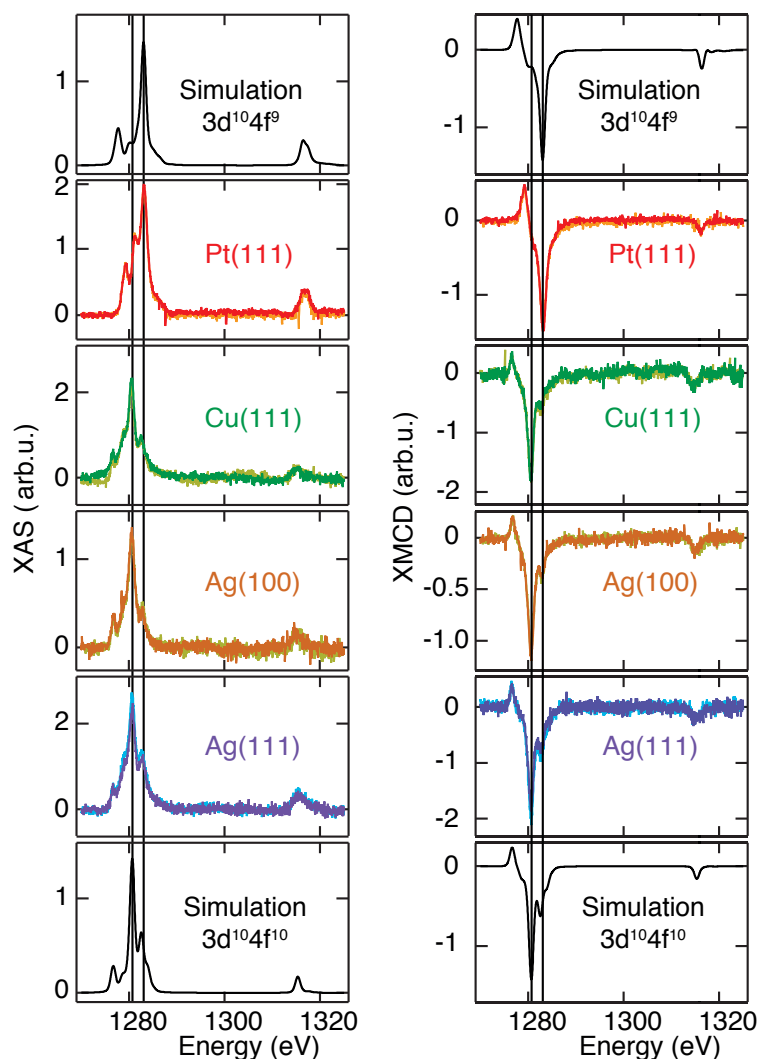 XAS ( arb.u.)
1
0
Simulation
3d¹⁰4f⁹
2
1
0
Pt(111)
2
0
Cu(111)
1
0
Ag(100)
2
0
Ag(111)
1
0
Simulation
3d¹⁰4f¹⁰
1280 1300 1320
Energy (eV)
XMCD (arb.u.)
0
-1
Simulation
3d¹⁰4f⁹
0
-1
Pt(111)
0
-1
-2
Cu(111)
0
-0.5
-1.0
Ag(100)
0
-1
-2
Ag(111)
0
-1
Simulation
3d¹⁰4f¹⁰
1280 1300 1320
Energy (eV)